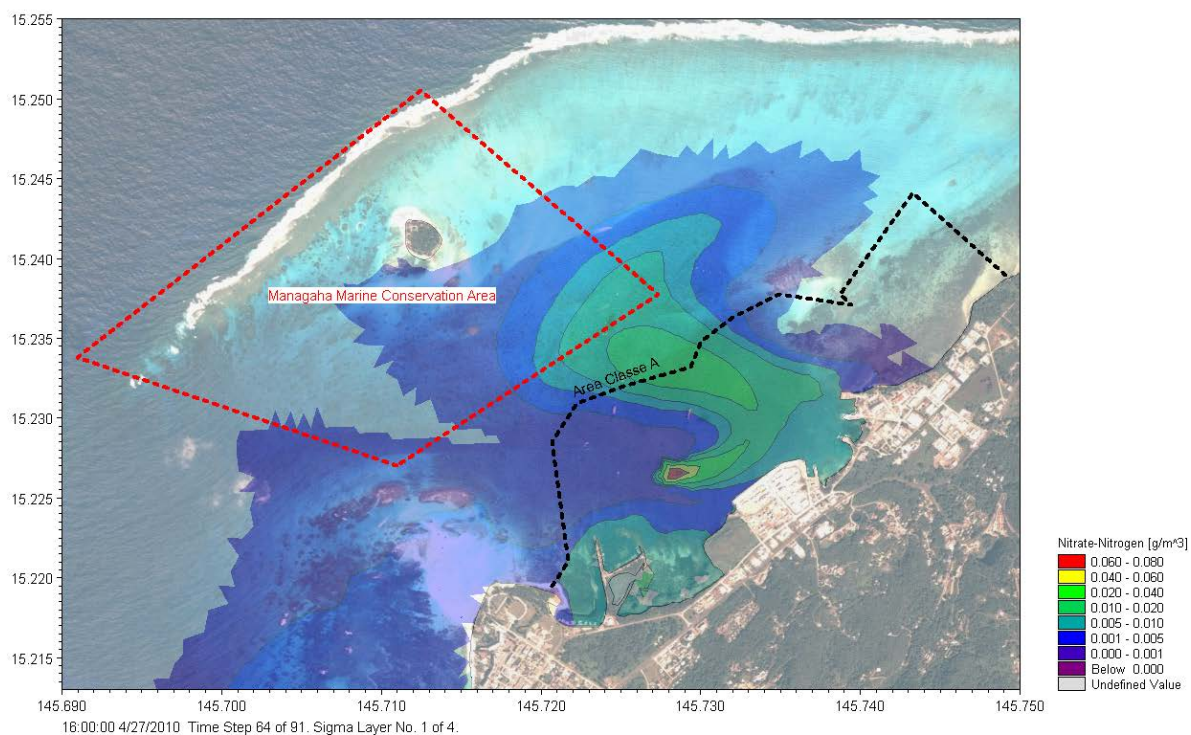 15.255
15.250
15.245
15.240
15.235
15.230
15.225
15.220
15.215
145.690 145.700 145.710 145.720 145.730 145.740 145.750
Managaha Marine Conservation Area
Area Classe A
Nitrate-Nitrogen [g/m^3]
0.060 - 0.080
0.040 - 0.060
0.020 - 0.040
0.010 - 0.020
0.005 - 0.010
0.001 - 0.005
0.000 - 0.001
Below 0.000
Undefined Value
16:00:00 4/27/2010 Time Step 64 of 91. Sigma Layer No. 1 of 4.